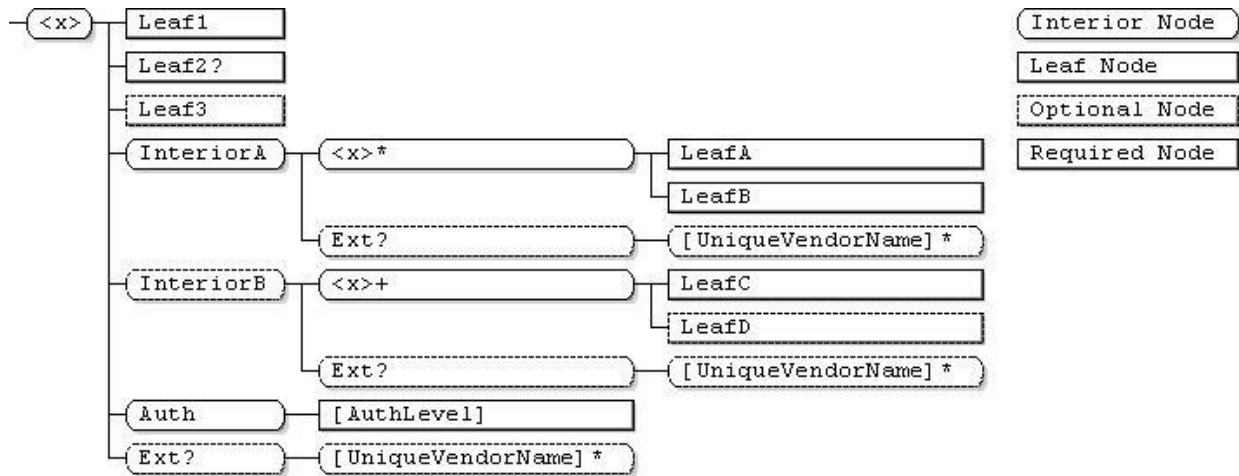 <x>
Leaf1
Interior Node
Leaf2?
Leaf Node
Leaf3
Optional Node
InteriorA
<x>*
LeafA
Required Node
LeafB
Ext?
[UniqueVendorName]*
InteriorB
<x>+
LeafC
LeafD
Ext?
[UniqueVendorName]*
Auth
[AuthLevel]
Ext?
[UniqueVendorName]*